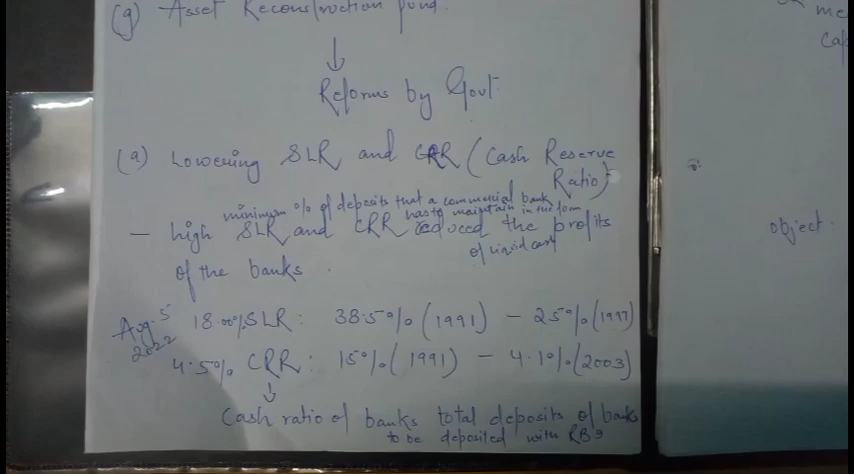 (g) Asset Reconstruction fund.
↓
Reforms by Govt.
(a) Lowering SLR and CRR (Cash Reserve
Ratio)
minimum % of deposits that a commercial bank
has to maintain in the form
of liquid cash
— high SLR and CRR reduced the profits
of the banks.
Aug. 5
2022
18.00% SLR: 38.5% (1991) – 25% (1997)
4.5% CRR: 15% (1991) – 4.1% (2003)
↓
Cash ratio of banks total deposits of banks
to be deposited with RBI
me
cap
object: